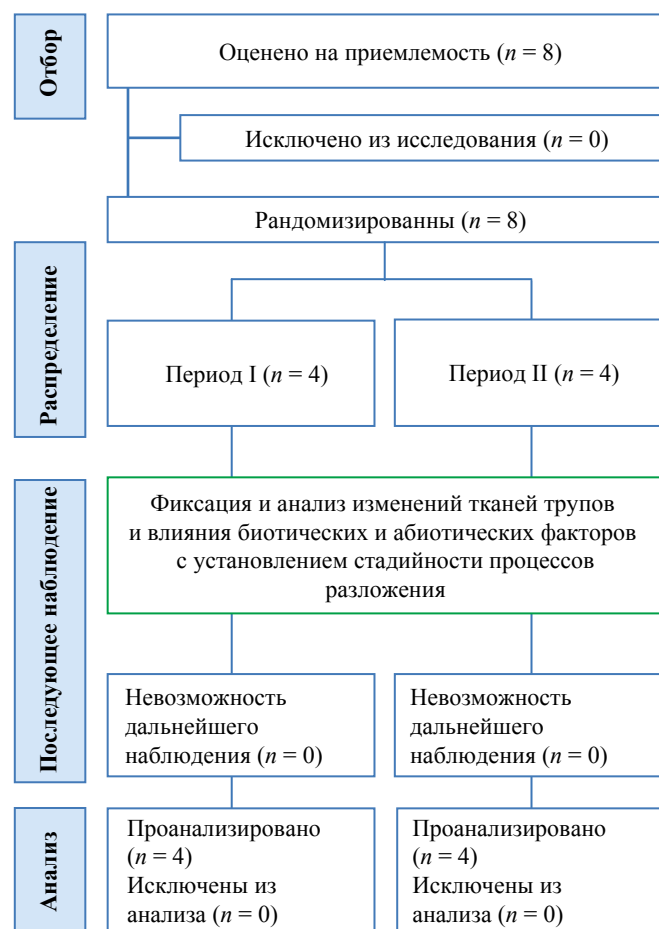 Отбор
Оценено на приемлемость (n = 8)
Исключено из исследования (n = 0)
Рандомизированны (n = 8)
Распределение
Период I (n = 4)
Период II (n = 4)
Последующее наблюдение
Фиксация и анализ изменений тканей трупов
и влияния биотических и абиотических факторов
с установлением стадийности процессов
разложения
Невозможность
дальнейшего
наблюдения (n = 0)
Невозможность
дальнейшего
наблюдения (n = 0)
Анализ
Проанализировано
(n = 4)
Исключены из
анализа (n = 0)
Проанализировано
(n = 4)
Исключены из
анализа (n = 0)